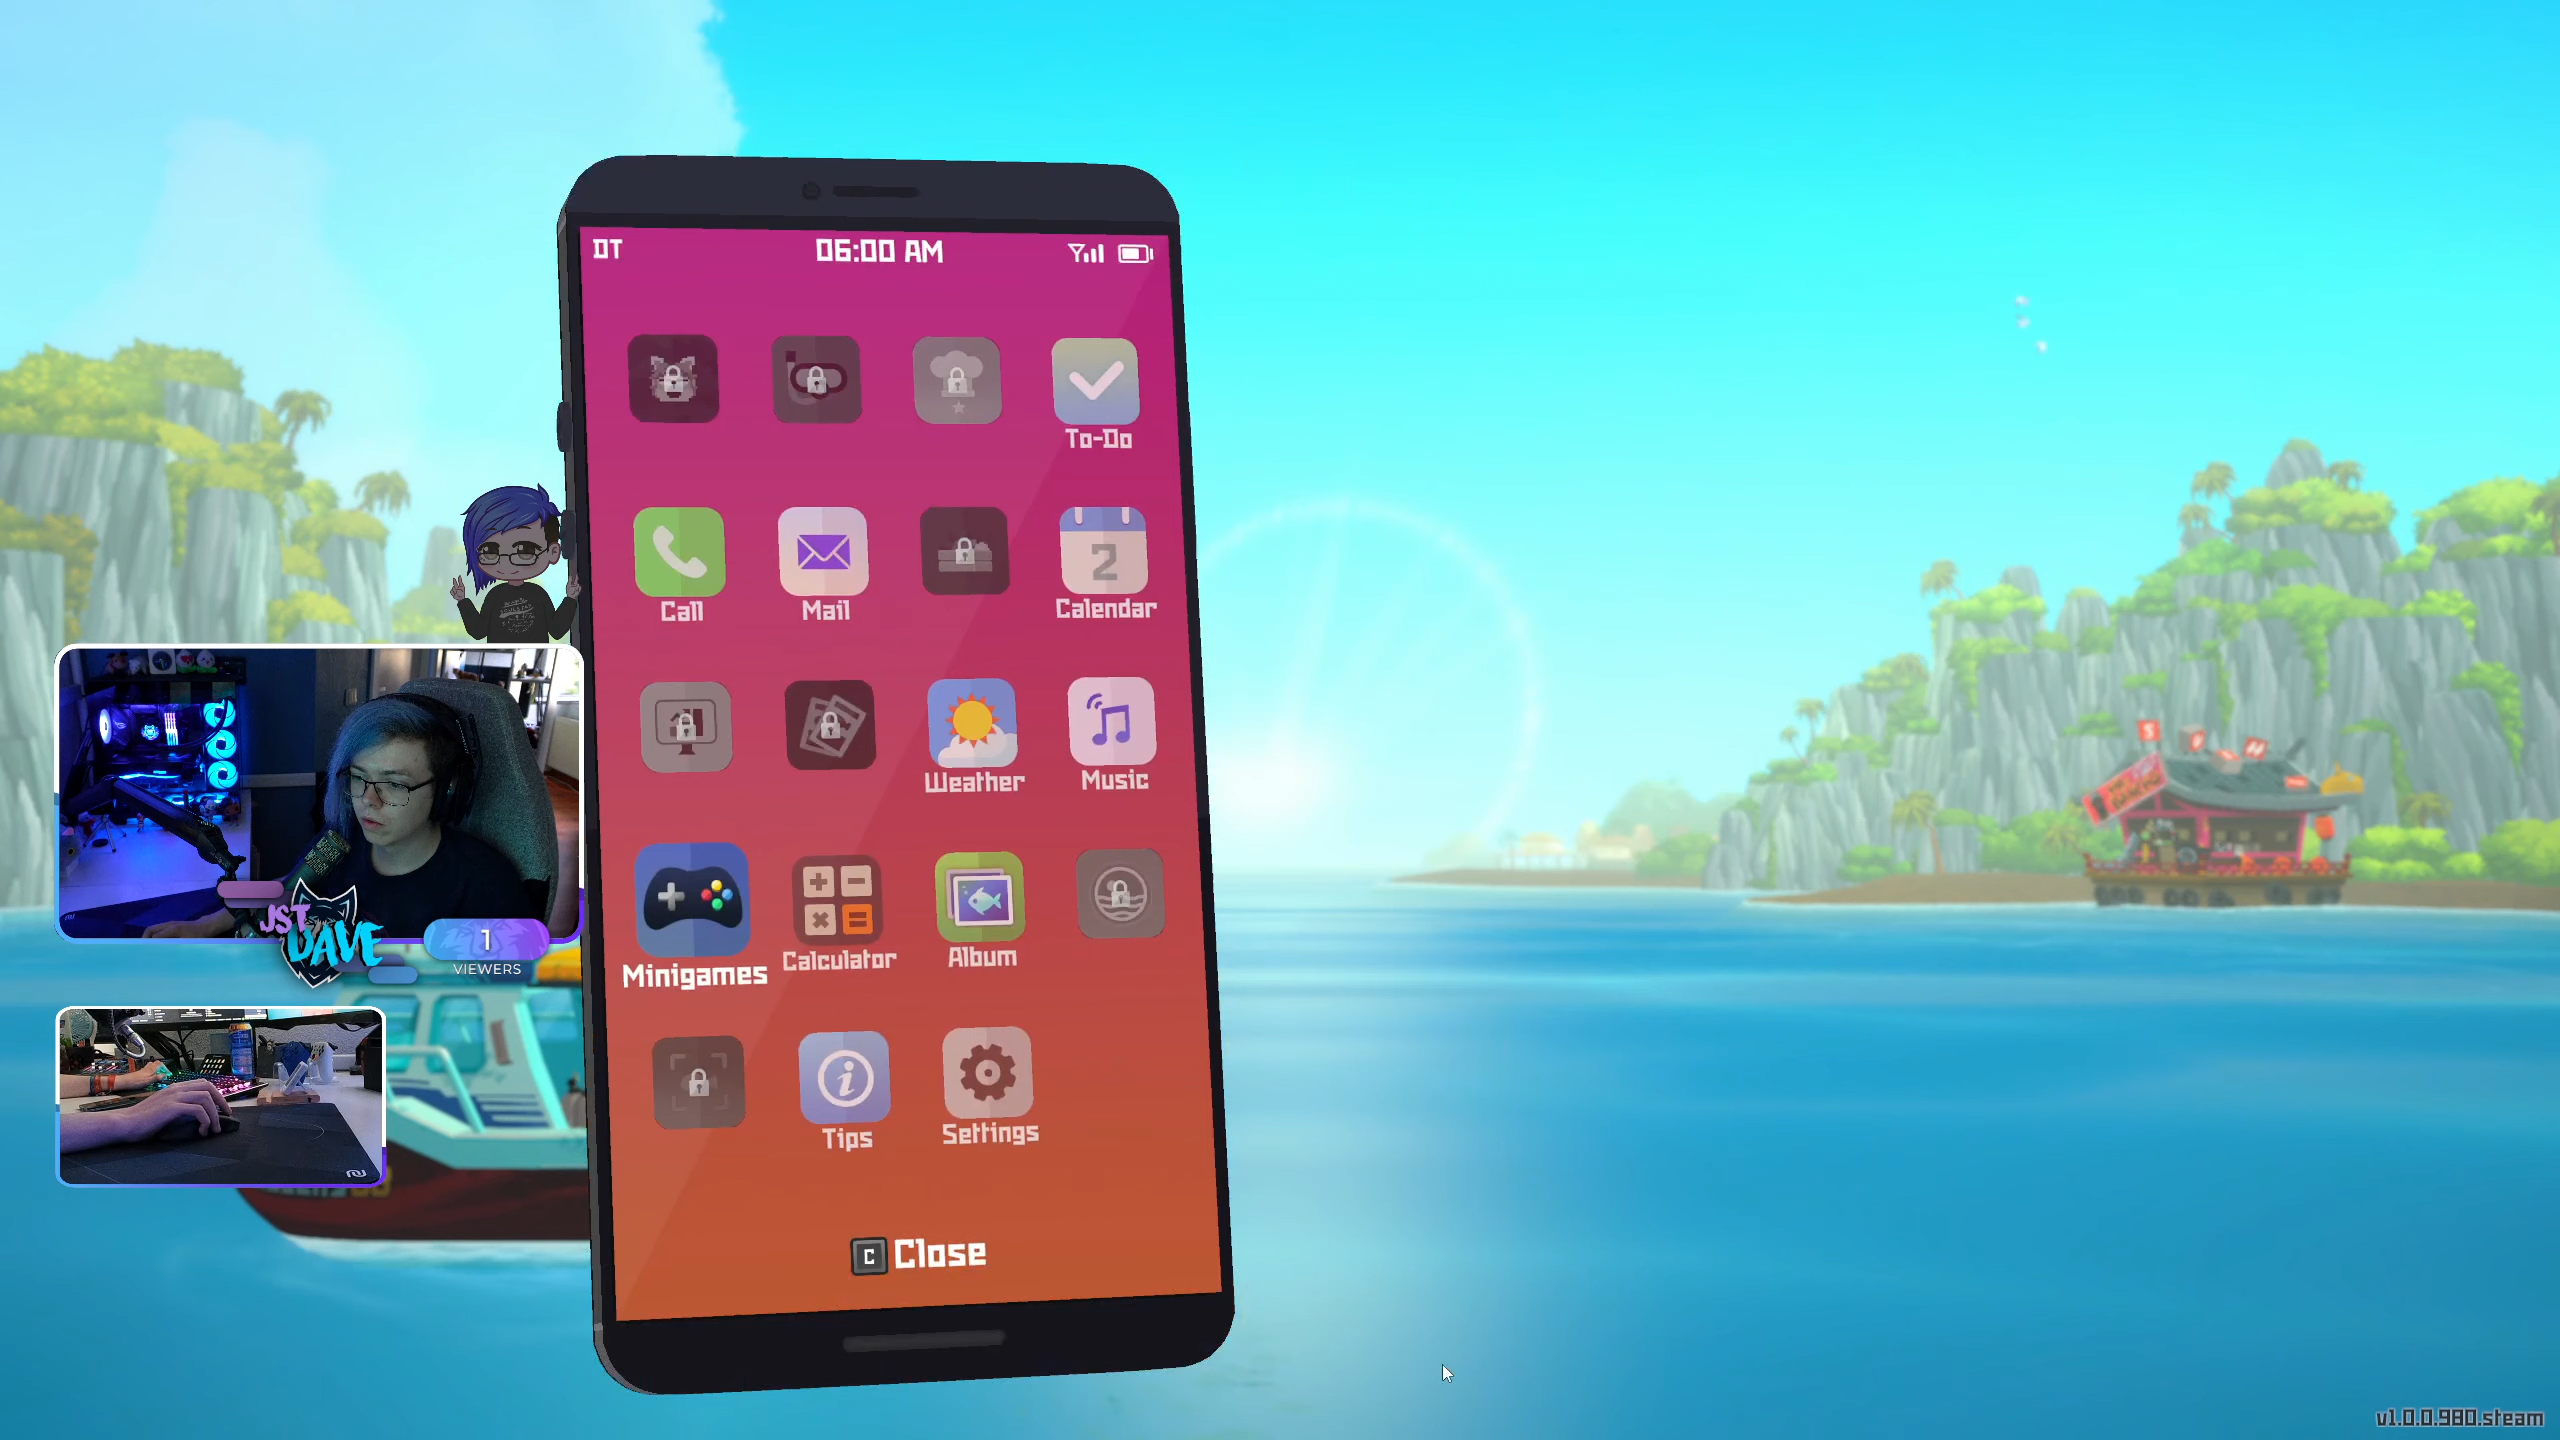 DT
06:00 AM
To-Do
Call
Mail
2
Calendar
Weather
Music
Minigames
Calculator
Album
Tips
Settings
C Close
JST
DAVE
1
VIEWERS
v1.0.0.980.steam